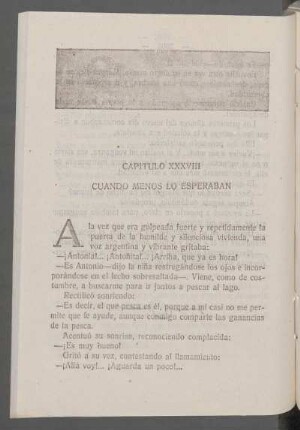 CAPITULO XXXVIII
CUANDO MENOS LO ESPERABAN
A la vez que era golpeada fuerte y repetidamente la
puerta de la humilde y silenciosa vivienda, una
voz argentina y vibrante gritaba:
—¡Antoñita!... ¡Antoñita!... ¡Arriba, que ya es hora!
—Es Antonio—dijo la niña restregándose los ojos e incor-
porándose en el lecho sobresaltada—. Viene, como de cos-
tumbre, a buscarme para ir juntos a pescar al lago.
Rectificó sonriendo:
—Es decir, el que pesca es él, porque a mí casi no me per-
mite que le ayude, aunque conmigo comparte las ganancias
de la pesca.
Acentuó su sonrisa, reconociendo complacida:
—¡Es muy bueno!
Gritó a su vez, contestando al llamamiento:
—¡Allá voy!... ¡Aguarda un poco!...